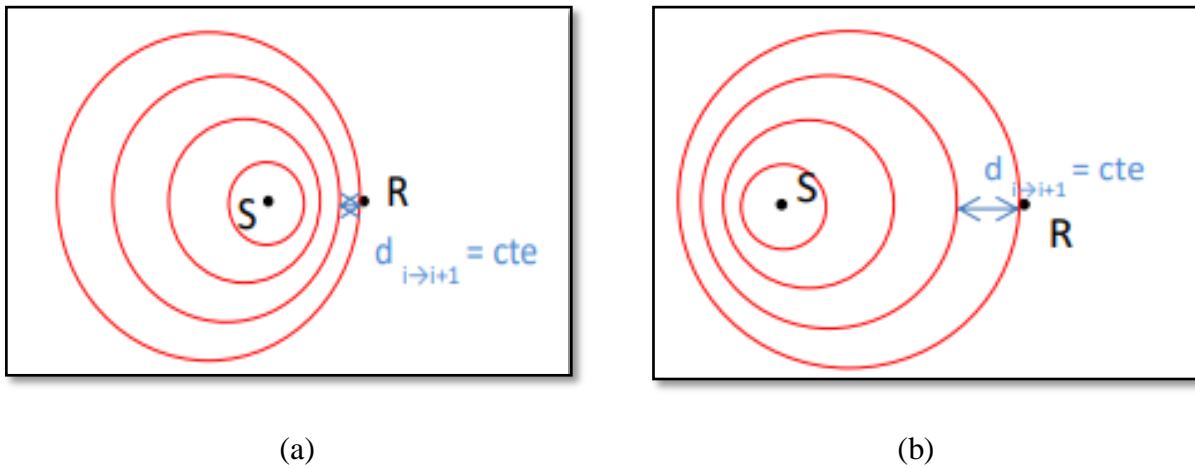 S
R
d i→i+1 = cte
S
d i→i+1 = cte
R
(a)
(b)